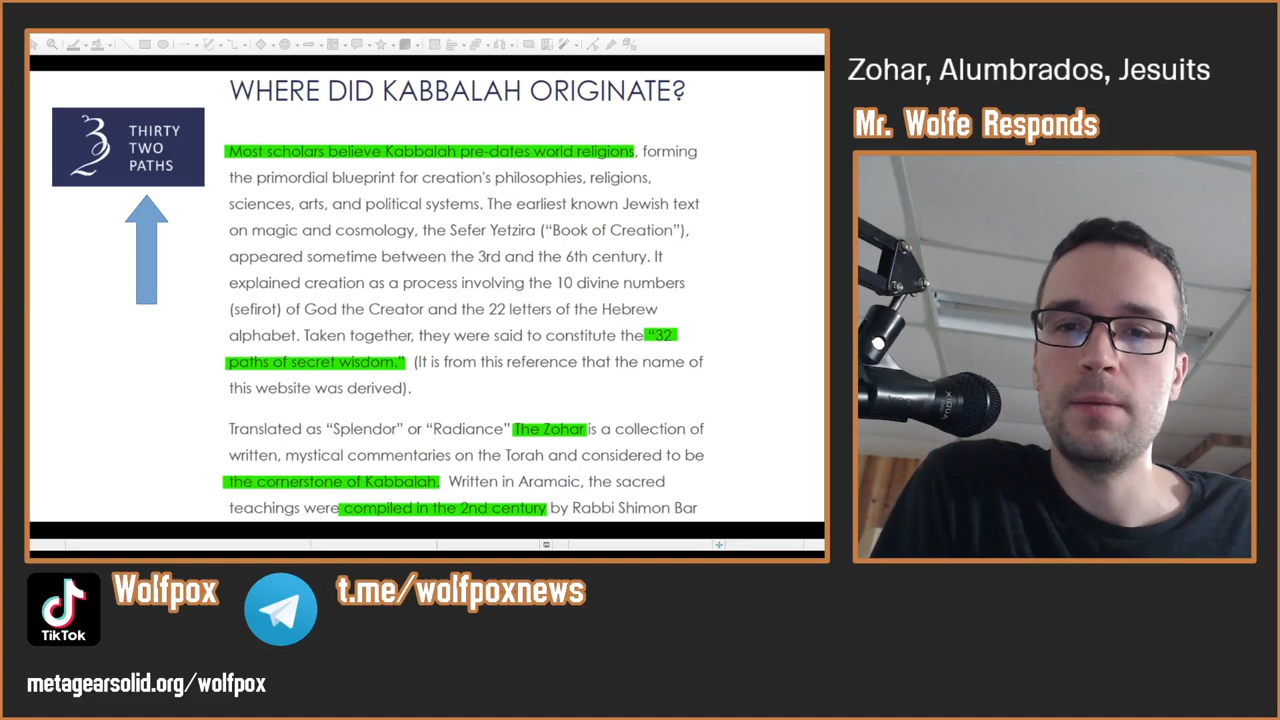 Zohar, Alumbrados, Jesuits
Mr. Wolfe Responds
WHERE DID KABBALAH ORIGINATE?
32
THIRTY
TWO
PATHS
Most scholars believe Kabbalah pre-dates world religions, forming
the primordial blueprint for creation's philosophies, religions,
sciences, arts, and political systems. The earliest known Jewish text
on magic and cosmology, the Sefer Yetzira (“Book of Creation”),
appeared sometime between the 3rd and the 6th century. It
explained creation as a process involving the 10 divine numbers
(sefirot) of God the Creator and the 22 letters of the Hebrew
alphabet. Taken together, they were said to constitute the “32
paths of secret wisdom.” (It is from this reference that the name of
this website was derived).
Translated as “Splendor” or “Radiance” The Zohar is a collection of
written, mystical commentaries on the Torah and considered to be
the cornerstone of Kabbalah. Written in Aramaic, the sacred
teachings were compiled in the 2nd century by Rabbi Shimon Bar
TikTok
Wolfpox
t.me/wolfpoxnews
metagearsolid.org/wolfpox